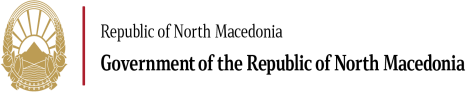 Republic of North Macedonia
Government of the Republic of North Macedonia